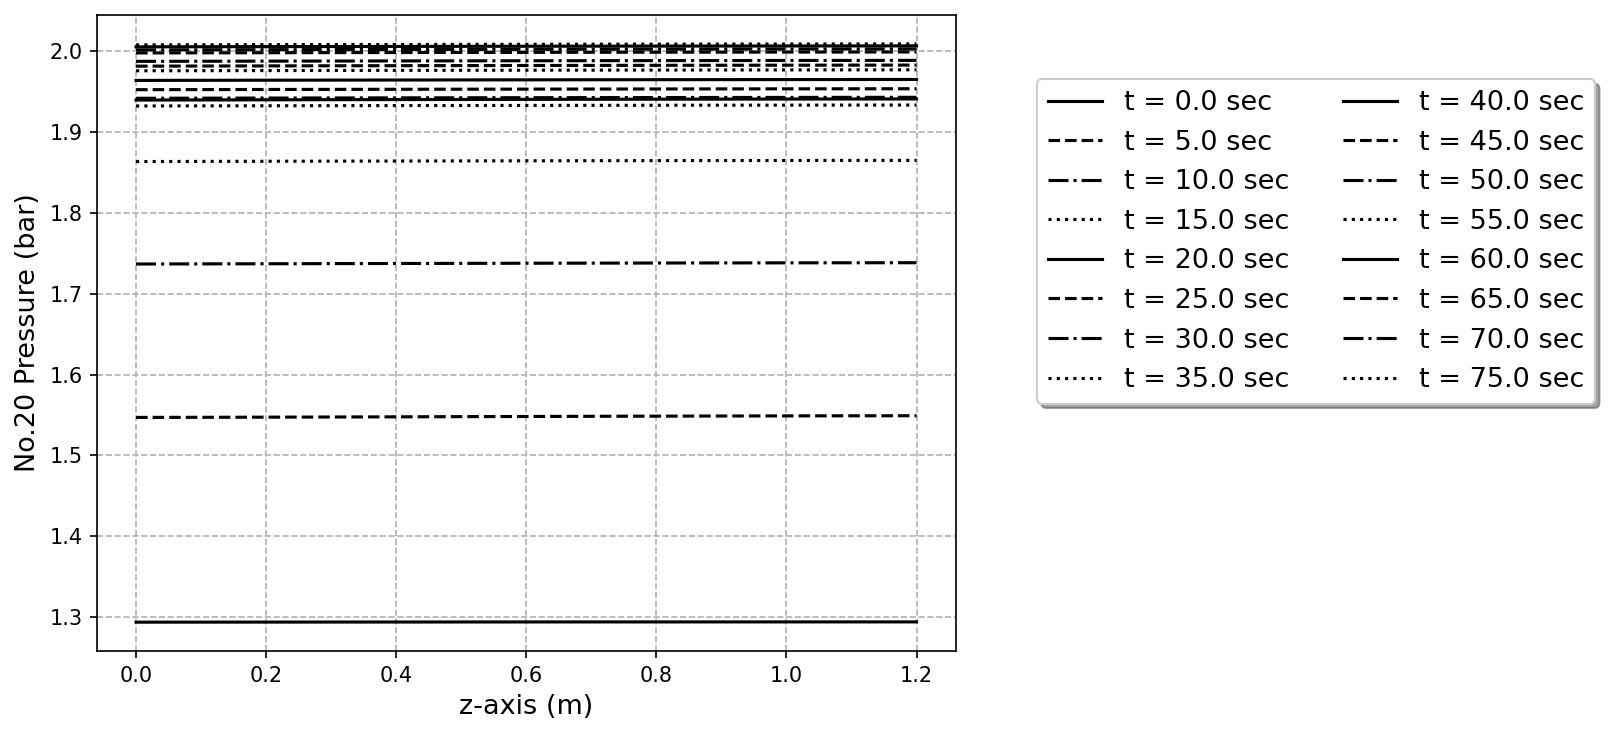 No.20 Pressure (bar)
2.0
1.9
1.8
1.7
1.6
1.5
1.4
1.3
0.0 0.2 0.4 0.6 0.8 1.0 1.2
z-axis (m)
t = 0.0 sec
t = 5.0 sec
t = 10.0 sec
t = 15.0 sec
t = 20.0 sec
t = 25.0 sec
t = 30.0 sec
t = 35.0 sec
t = 40.0 sec
t = 45.0 sec
t = 50.0 sec
t = 55.0 sec
t = 60.0 sec
t = 65.0 sec
t = 70.0 sec
t = 75.0 sec